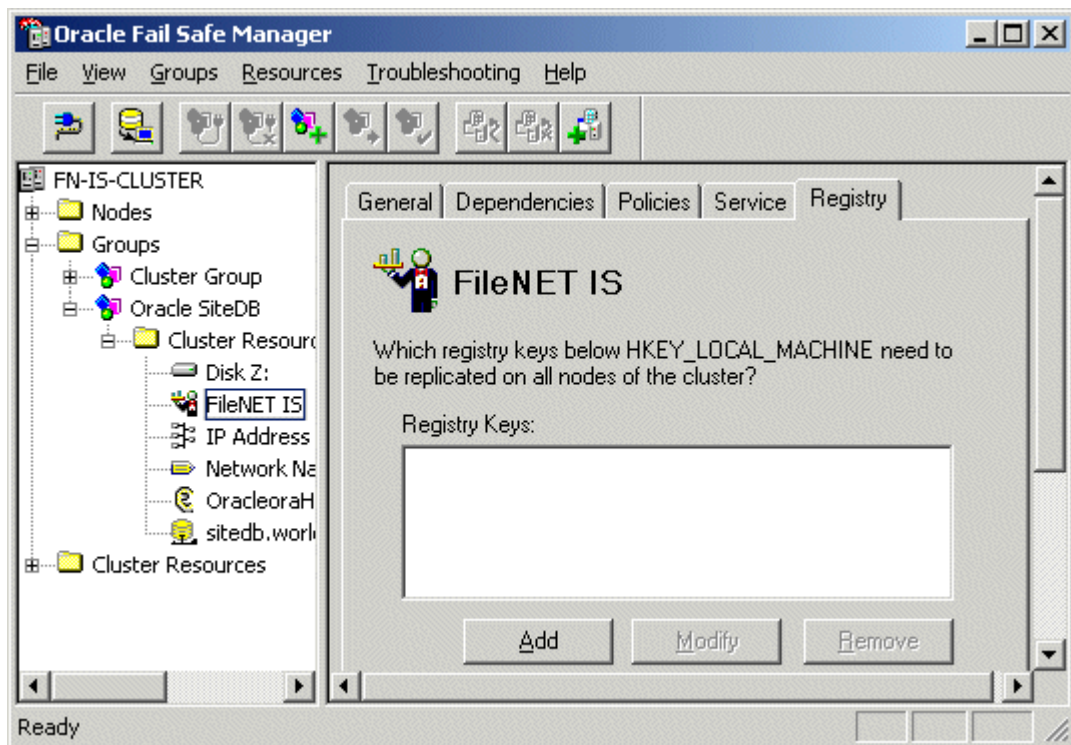 Oracle Fail Safe Manager
File View Groups Resources Troubleshooting Help
FN-IS-CLUSTER
Nodes
Groups
Cluster Group
Oracle SiteDB
Cluster Resourc
Disk Z:
FileNET IS
IP Address
Network Na
OracleoraH
sitedb.worl
Cluster Resources
General Dependencies Policies Service Registry
FileNET IS
Which registry keys below HKEY_LOCAL_MACHINE need to
be replicated on all nodes of the cluster?
Registry Keys:
Add Modify Remove
Ready